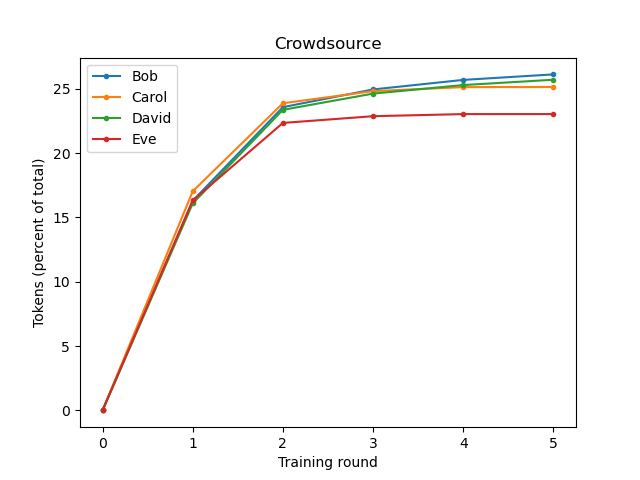 Crowdsource
Bob
Carol
David
Eve
Tokens (percent of total)
25
20
15
10
5
0
0 1 2 3 4 5
Training round